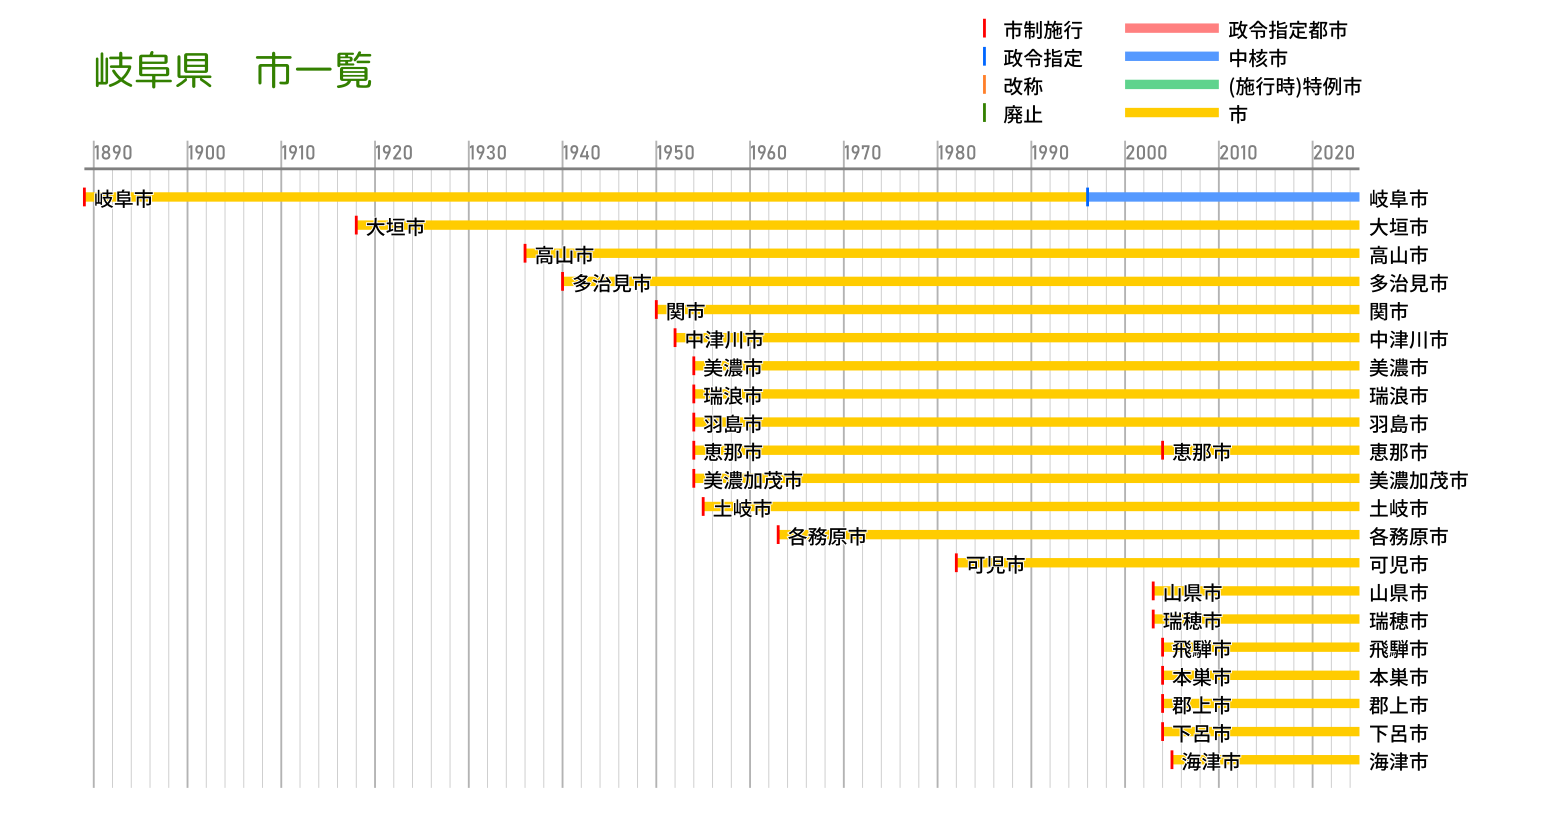 岐阜県　市一覧
市制施行　政令指定都市
政令指定　中核市
改称　(施行時)特例市
廃止　市
1890 1900 1910 1920 1930 1940 1950 1960 1970 1980 1990 2000 2010 2020
岐阜市　岐阜市
大垣市　大垣市
高山市　高山市
多治見市　多治見市
関市　関市
中津川市　中津川市
美濃市　美濃市
瑞浪市　瑞浪市
羽島市　羽島市
恵那市　恵那市　恵那市
美濃加茂市　美濃加茂市
土岐市　土岐市
各務原市　各務原市
可児市　可児市
山県市　山県市
瑞穂市　瑞穂市
飛騨市　飛騨市
本巣市　本巣市
郡上市　郡上市
下呂市　下呂市
海津市　海津市